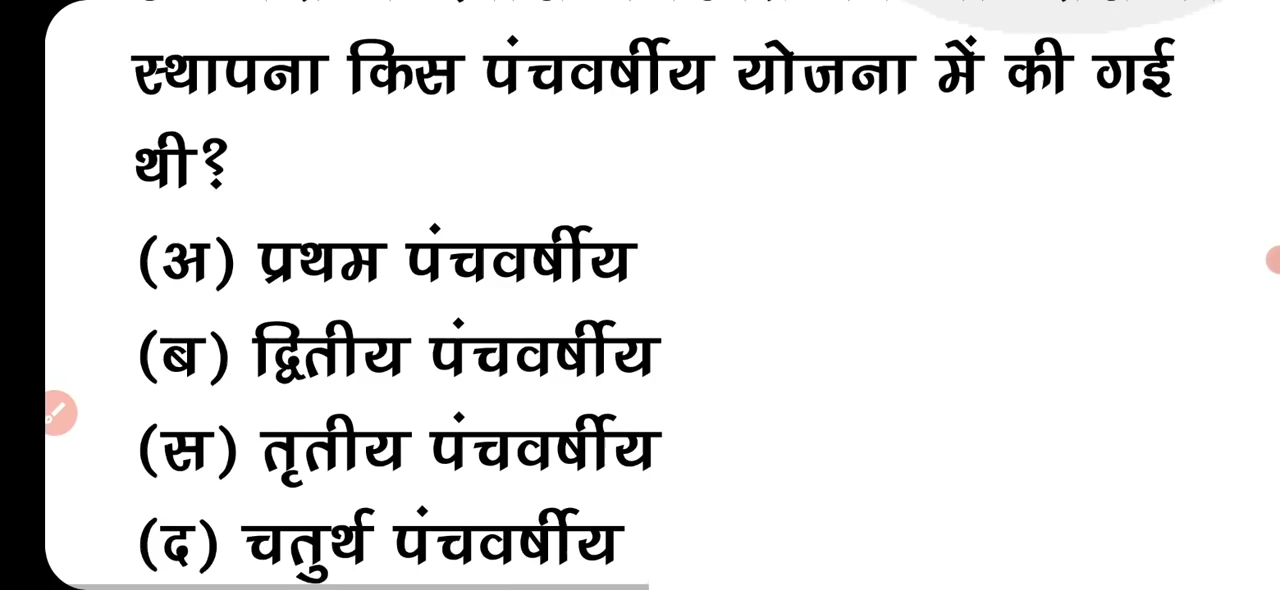 स्थापना किस पंचवर्षीय योजना में की गई
थी?
(अ) प्रथम पंचवर्षीय
(ब) द्वितीय पंचवर्षीय
(स) तृतीय पंचवर्षीय
(द) चतुर्थ पंचवर्षीय